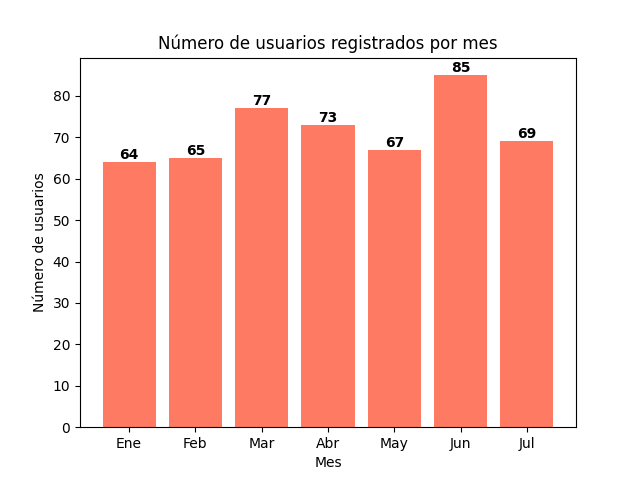 Número de usuarios registrados por mes
Número de usuarios
80
70
60
50
40
30
20
10
0
64
65
77
73
67
85
69
Ene
Feb
Mar
Abr
May
Jun
Jul
Mes